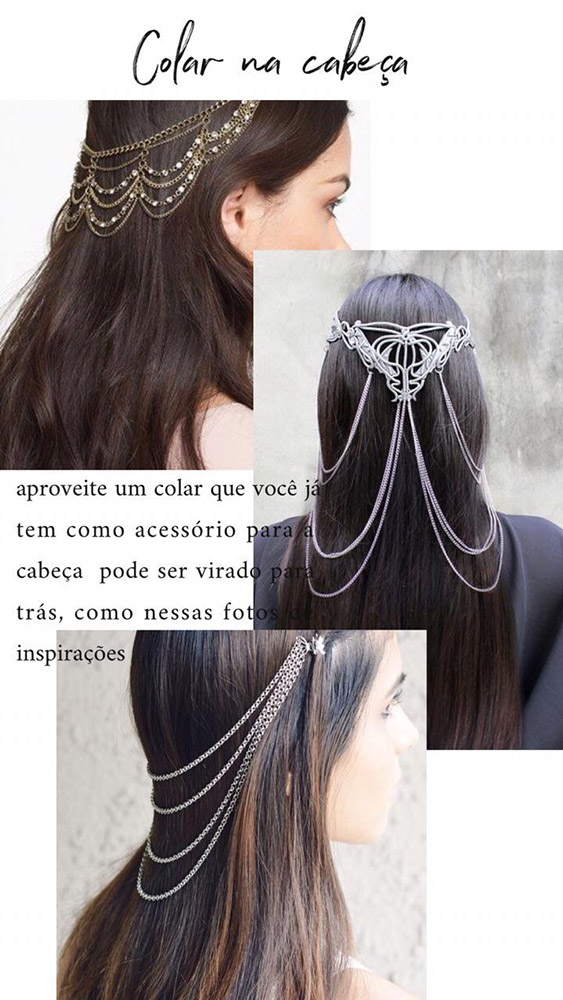 Colar na cabeça
aproveite um colar que você já
tem como acessório para a
cabeça  pode ser virado para
trás, como nessas fotos de
inspirações